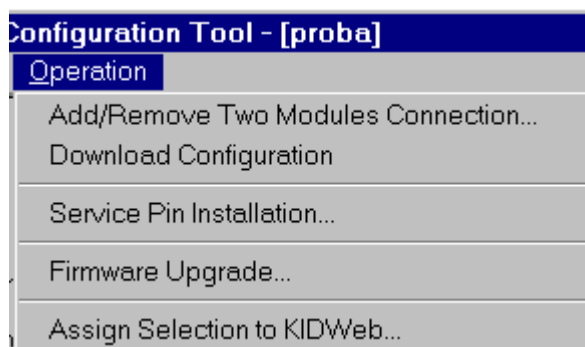 Configuration Tool - [proba]
Operation
Add/Remove Two Modules Connection...
Download Configuration
Service Pin Installation...
Firmware Upgrade...
Assign Selection to KIDWeb...